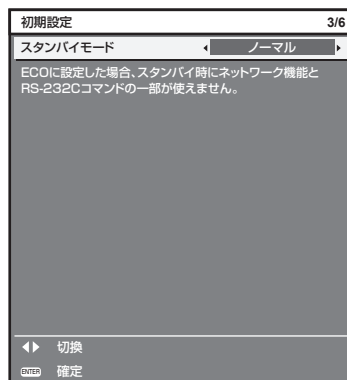 初期設定 3/6
スタンバイモード ノーマル
ECOに設定した場合、スタンバイ時にネットワーク機能と
RS-232Cコマンドの一部が使えません。
切換
ENTER 確定